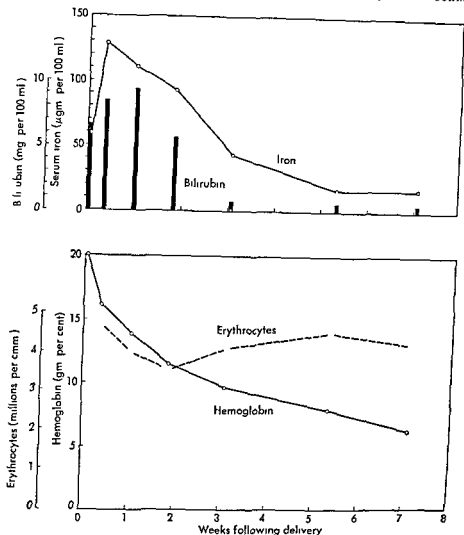 150
100
50
0
10
5
0
Bili ubin (mg per 100 ml)
Serum iron (µgm per 100 ml)
Iron
Bilirubin
20
15
10
5
0
5
4
3
2
1
0
Erythrocytes (millions per cmm)
Hemoglobin (gm per cent)
Erythrocytes
Hemoglobin
0 1 2 3 4 5 6 7 8
Weeks following delivery